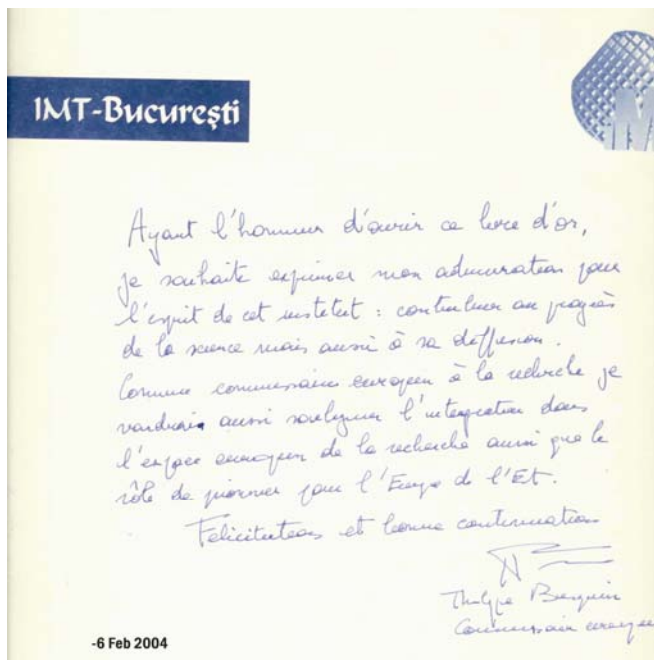 IMT-Bucureşti
M
Ayant l'honneur d'ouvrir ce livre d'or,
je souhaite exprimer mon admiration pour
l'esprit de cet institut : contribuer au progrès
de la science mais aussi à sa diffusion.
Comme commissaire européen à la recherche je
voudrais aussi souligner l'intégration dans
l'espace européen de la recherche ainsi que le
rôle de pionnier pour l'Europe de l'Est.
Félicitations et bonne continuation
Philippe Busquin
Commissaire européen
-6 Feb 2004